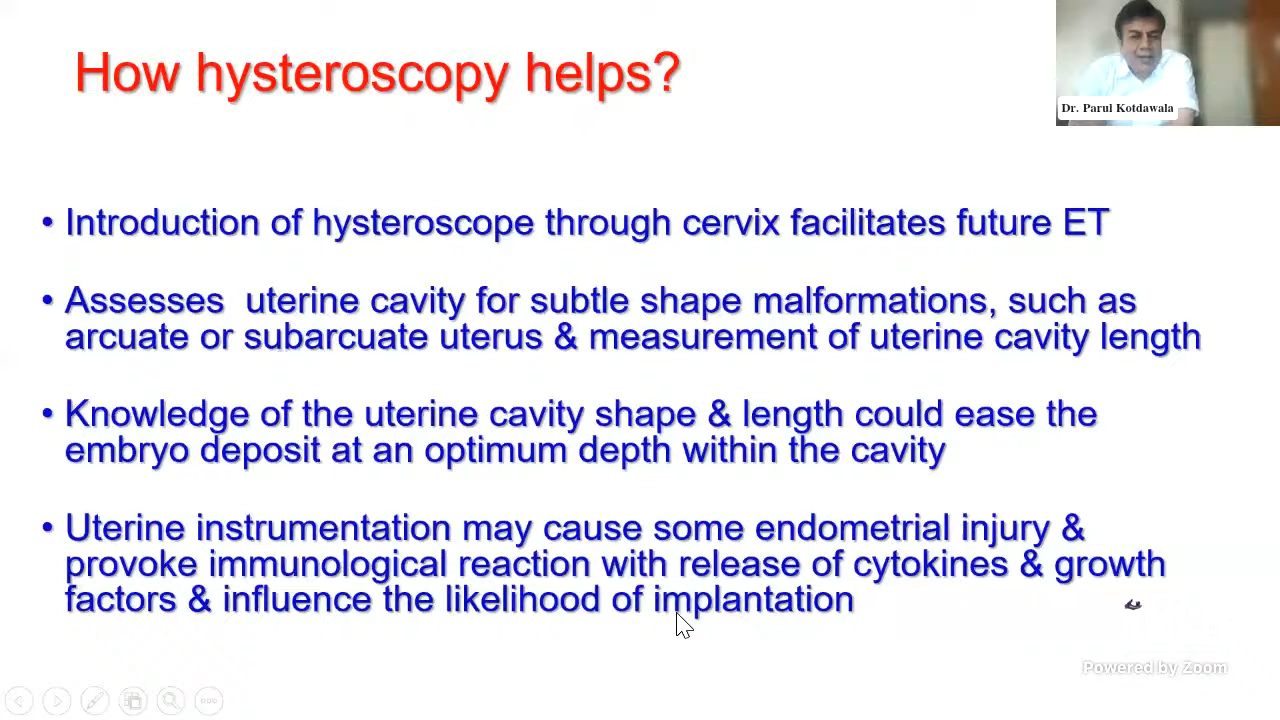 How hysteroscopy helps?
Dr. Parul Kotdawala
• Introduction of hysteroscope through cervix facilitates future ET
• Assesses  uterine cavity for subtle shape malformations, such as
arcuate or subarcuate uterus & measurement of uterine cavity length
• Knowledge of the uterine cavity shape & length could ease the
embryo deposit at an optimum depth within the cavity
• Uterine instrumentation may cause some endometrial injury &
provoke immunological reaction with release of cytokines & growth
factors & influence the likelihood of implantation
Powered by Zoom